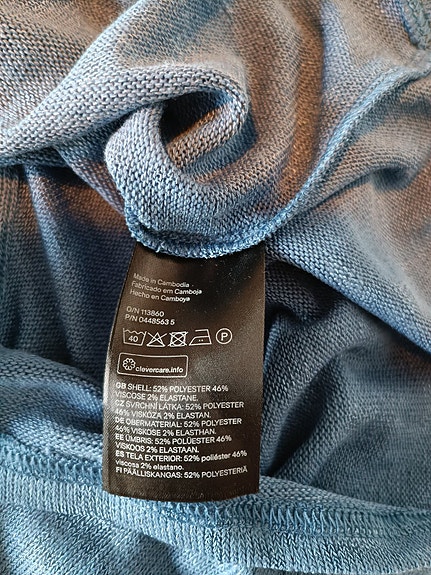 Made in Cambodia
Fabricado em Camboja
Hecho en Camboya
O/N 113860
P/N 0448563 5
40 P
clevercare.info
GB SHELL: 52% POLYESTER 46%
VISCOSE 2% ELASTANE.
CZ SVRCHNÍ LÁTKA: 52% POLYESTER
46% VISKÓZA 2% ELASTAN.
DE OBERMATERIAL: 52% POLYESTER
46% VISKOSE 2% ELASTHAN.
EE ÜMBRIS: 52% POLÜESTER 46%
VISKOOS 2% ELASTAAN.
ES TELA EXTERIOR: 52% poliéster 46%
viscosa 2% elastano.
FI PÄÄLLISKANGAS: 52% POLYESTERIÄ